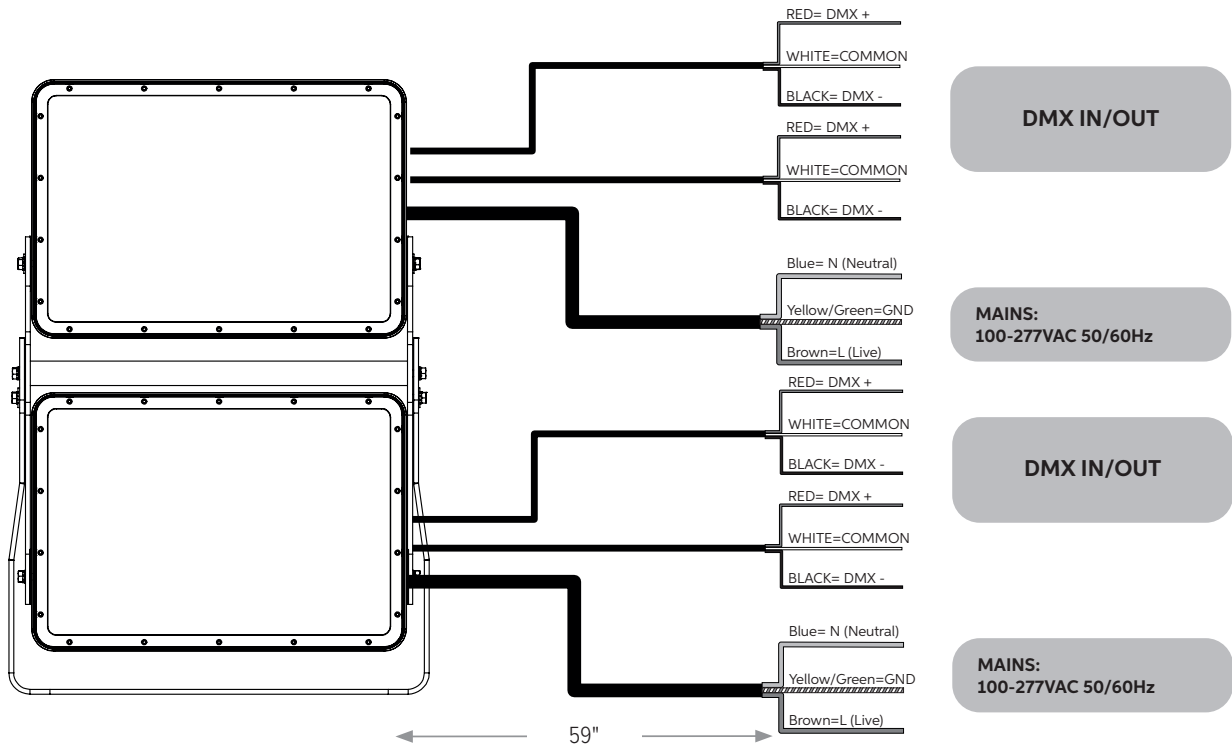 RED= DMX +
WHITE=COMMON
BLACK= DMX -
RED= DMX +
WHITE=COMMON
BLACK= DMX -
DMX IN/OUT
Blue= N (Neutral)
Yellow/Green=GND
Brown=L (Live)
MAINS:
100-277VAC 50/60Hz
RED= DMX +
WHITE=COMMON
BLACK= DMX -
RED= DMX +
WHITE=COMMON
BLACK= DMX -
DMX IN/OUT
Blue= N (Neutral)
Yellow/Green=GND
Brown=L (Live)
MAINS:
100-277VAC 50/60Hz
59"